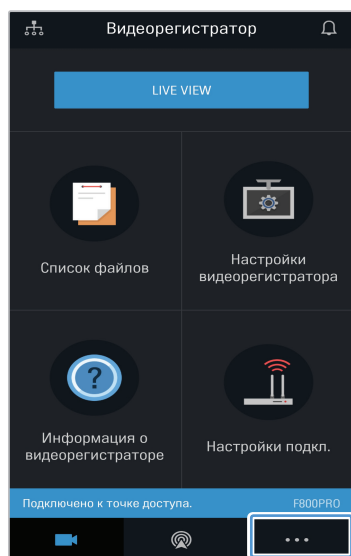 Видеорегистратор
LIVE VIEW
Список файлов
Настройки
видеорегистратора
Информация о
видеорегистраторе
Настройки подкл.
Подключено к точке доступа. F800PRO